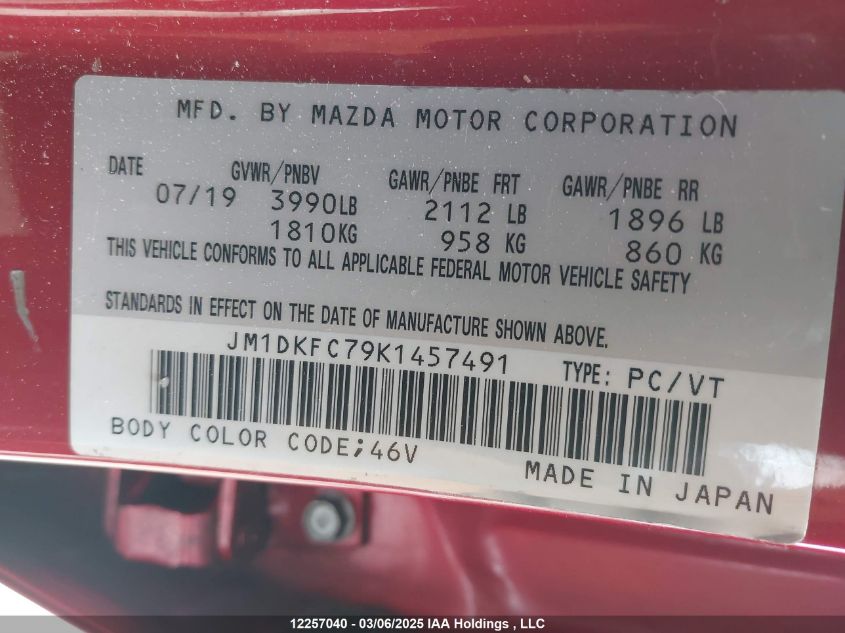 MFD. BY MAZDA MOTOR CORPORATION
DATE GVWR/PNBV GAWR/PNBE FRT GAWR/PNBE RR
07/19 3990LB 2112 LB 1896 LB
1810KG 958 KG 860 KG
THIS VEHICLE CONFORMS TO ALL APPLICABLE FEDERAL MOTOR VEHICLE SAFETY
STANDARDS IN EFFECT ON THE DATE OF MANUFACTURE SHOWN ABOVE.
JM1DKFC79K1457491 TYPE: PC/VT
BODY COLOR CODE;46V
MADE IN JAPAN
12257040 - 03/06/2025 IAA Holdings , LLC